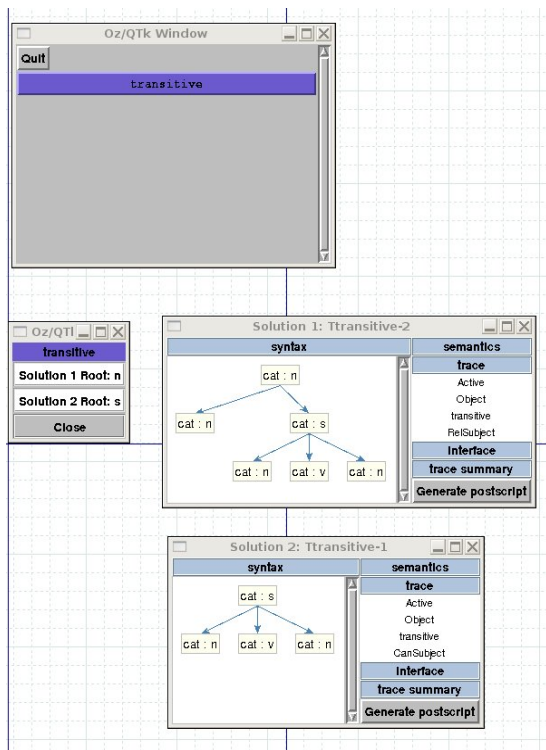 Oz/QTk Window
Quit
transitive
Oz/QTl
transitive
Solution 1 Root: n
Solution 2 Root: s
Close
Solution 1: Ttransitive-2
syntax
semantics
trace
cat : n
Active
Object
cat : n
cat : s
transitive
RelSubject
interface
cat : n
cat : v
cat : n
trace summary
Generate postscript
Solution 2: Ttransitive-1
syntax
semantics
trace
cat : s
Active
Object
transitive
cat : n
cat : v
cat : n
CanSubject
interface
trace summary
Generate postscript